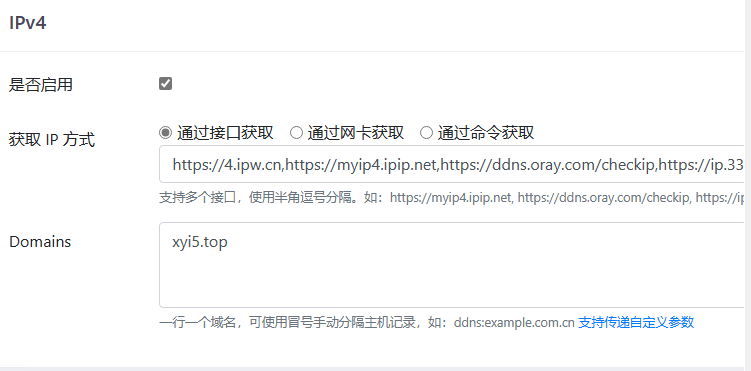 IPv4
是否启用
获取 IP 方式
通过接口获取 通过网卡获取 通过命令获取
https://4.ipw.cn,https://myip4.ipip.net,https://ddns.oray.com/checkip,https://ip.33
支持多个接口，使用半角逗号分隔。如：https://myip4.ipip.net, https://ddns.oray.com/checkip, https://ip
Domains
xyi5.top
一行一个域名，可使用冒号手动分隔主机记录，如：ddns:example.com.cn 支持传递自定义参数